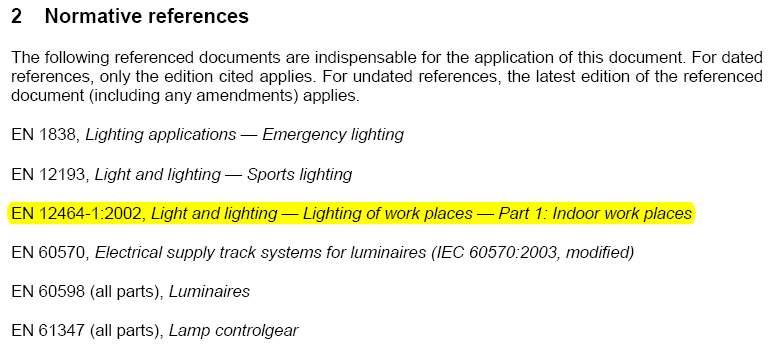 2 Normative references
The following referenced documents are indispensable for the application of this document. For dated
references, only the edition cited applies. For undated references, the latest edition of the referenced
document (including any amendments) applies.
EN 1838, Lighting applications — Emergency lighting
EN 12193, Light and lighting — Sports lighting
EN 12464-1:2002, Light and lighting — Lighting of work places — Part 1: Indoor work places
EN 60570, Electrical supply track systems for luminaires (IEC 60570:2003, modified)
EN 60598 (all parts), Luminaires
EN 61347 (all parts), Lamp controlgear